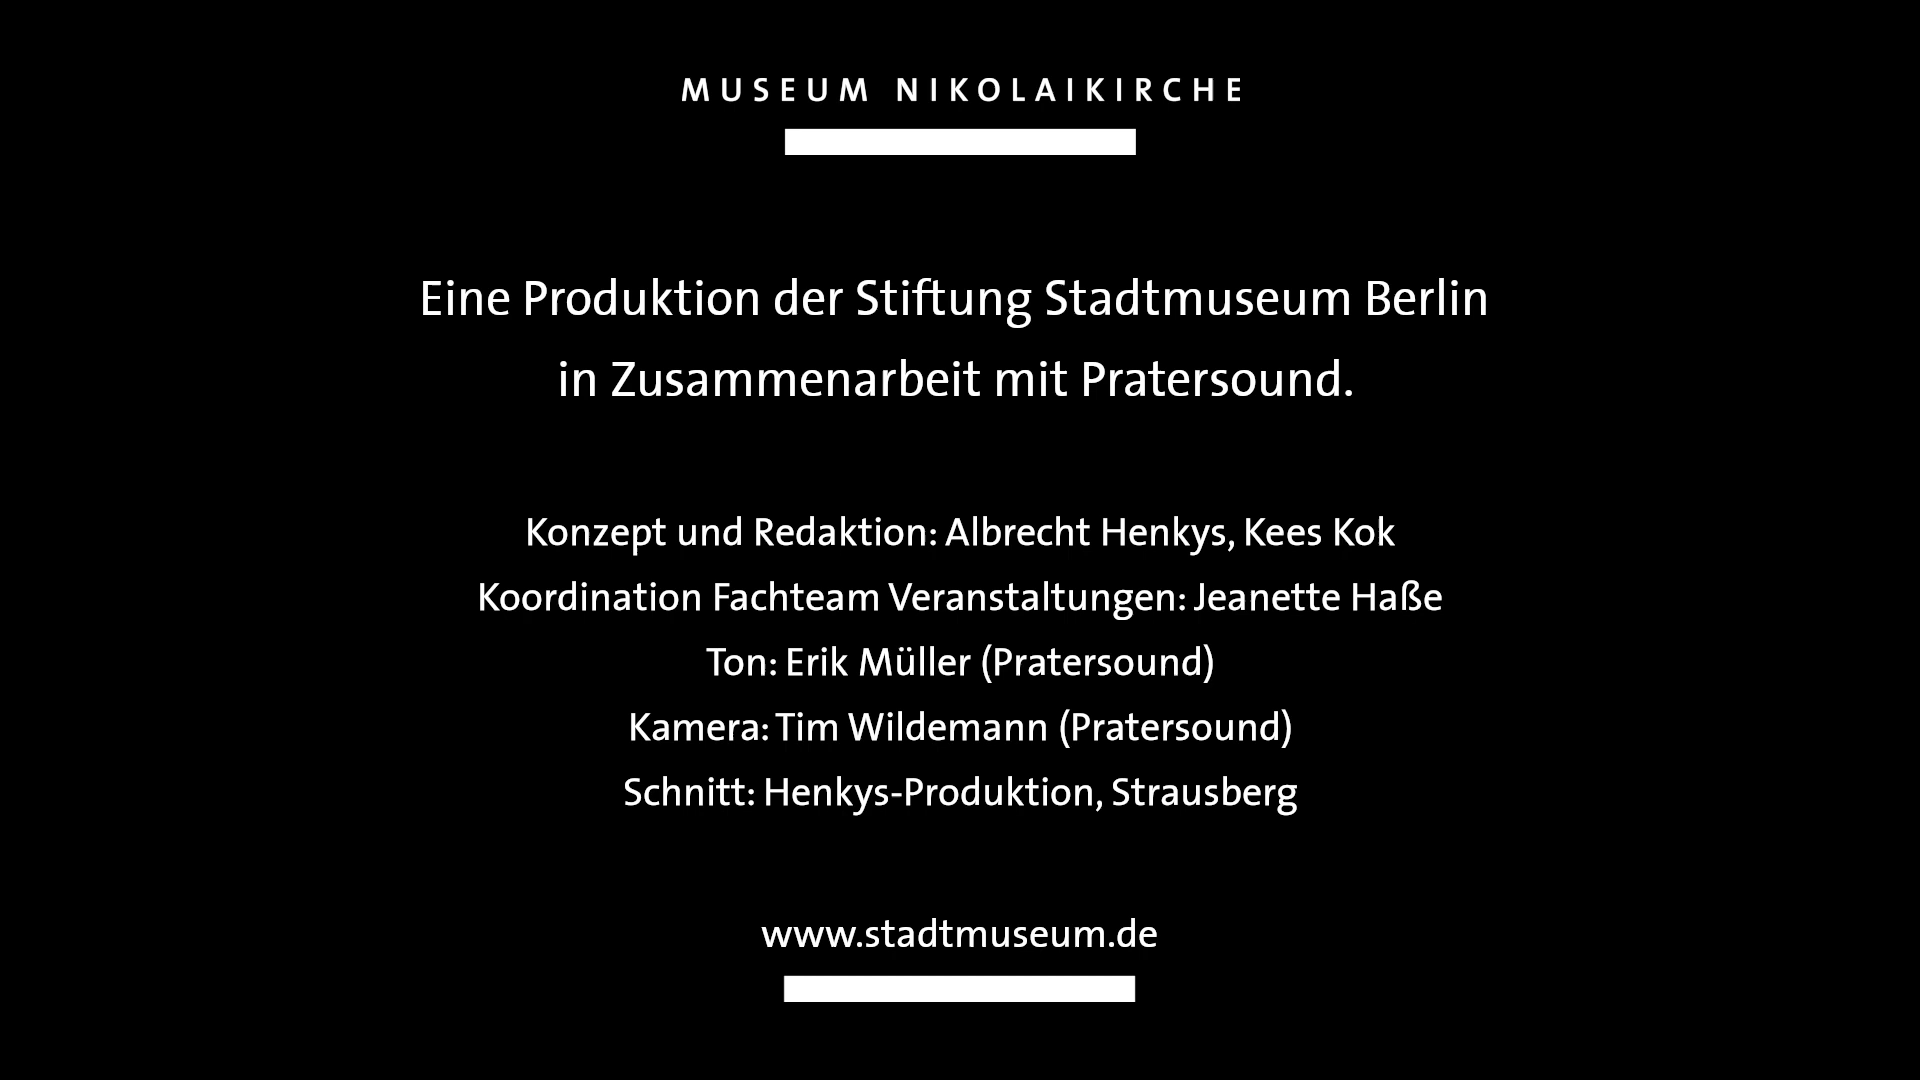 MUSEUM NIKOLAIKIRCHE
Eine Produktion der Stiftung Stadtmuseum Berlin
in Zusammenarbeit mit Pratersound.
Konzept und Redaktion: Albrecht Henkys, Kees Kok
Koordination Fachteam Veranstaltungen: Jeanette Haße
Ton: Erik Müller (Pratersound)
Kamera: Tim Wildemann (Pratersound)
Schnitt: Henkys-Produktion, Strausberg
www.stadtmuseum.de